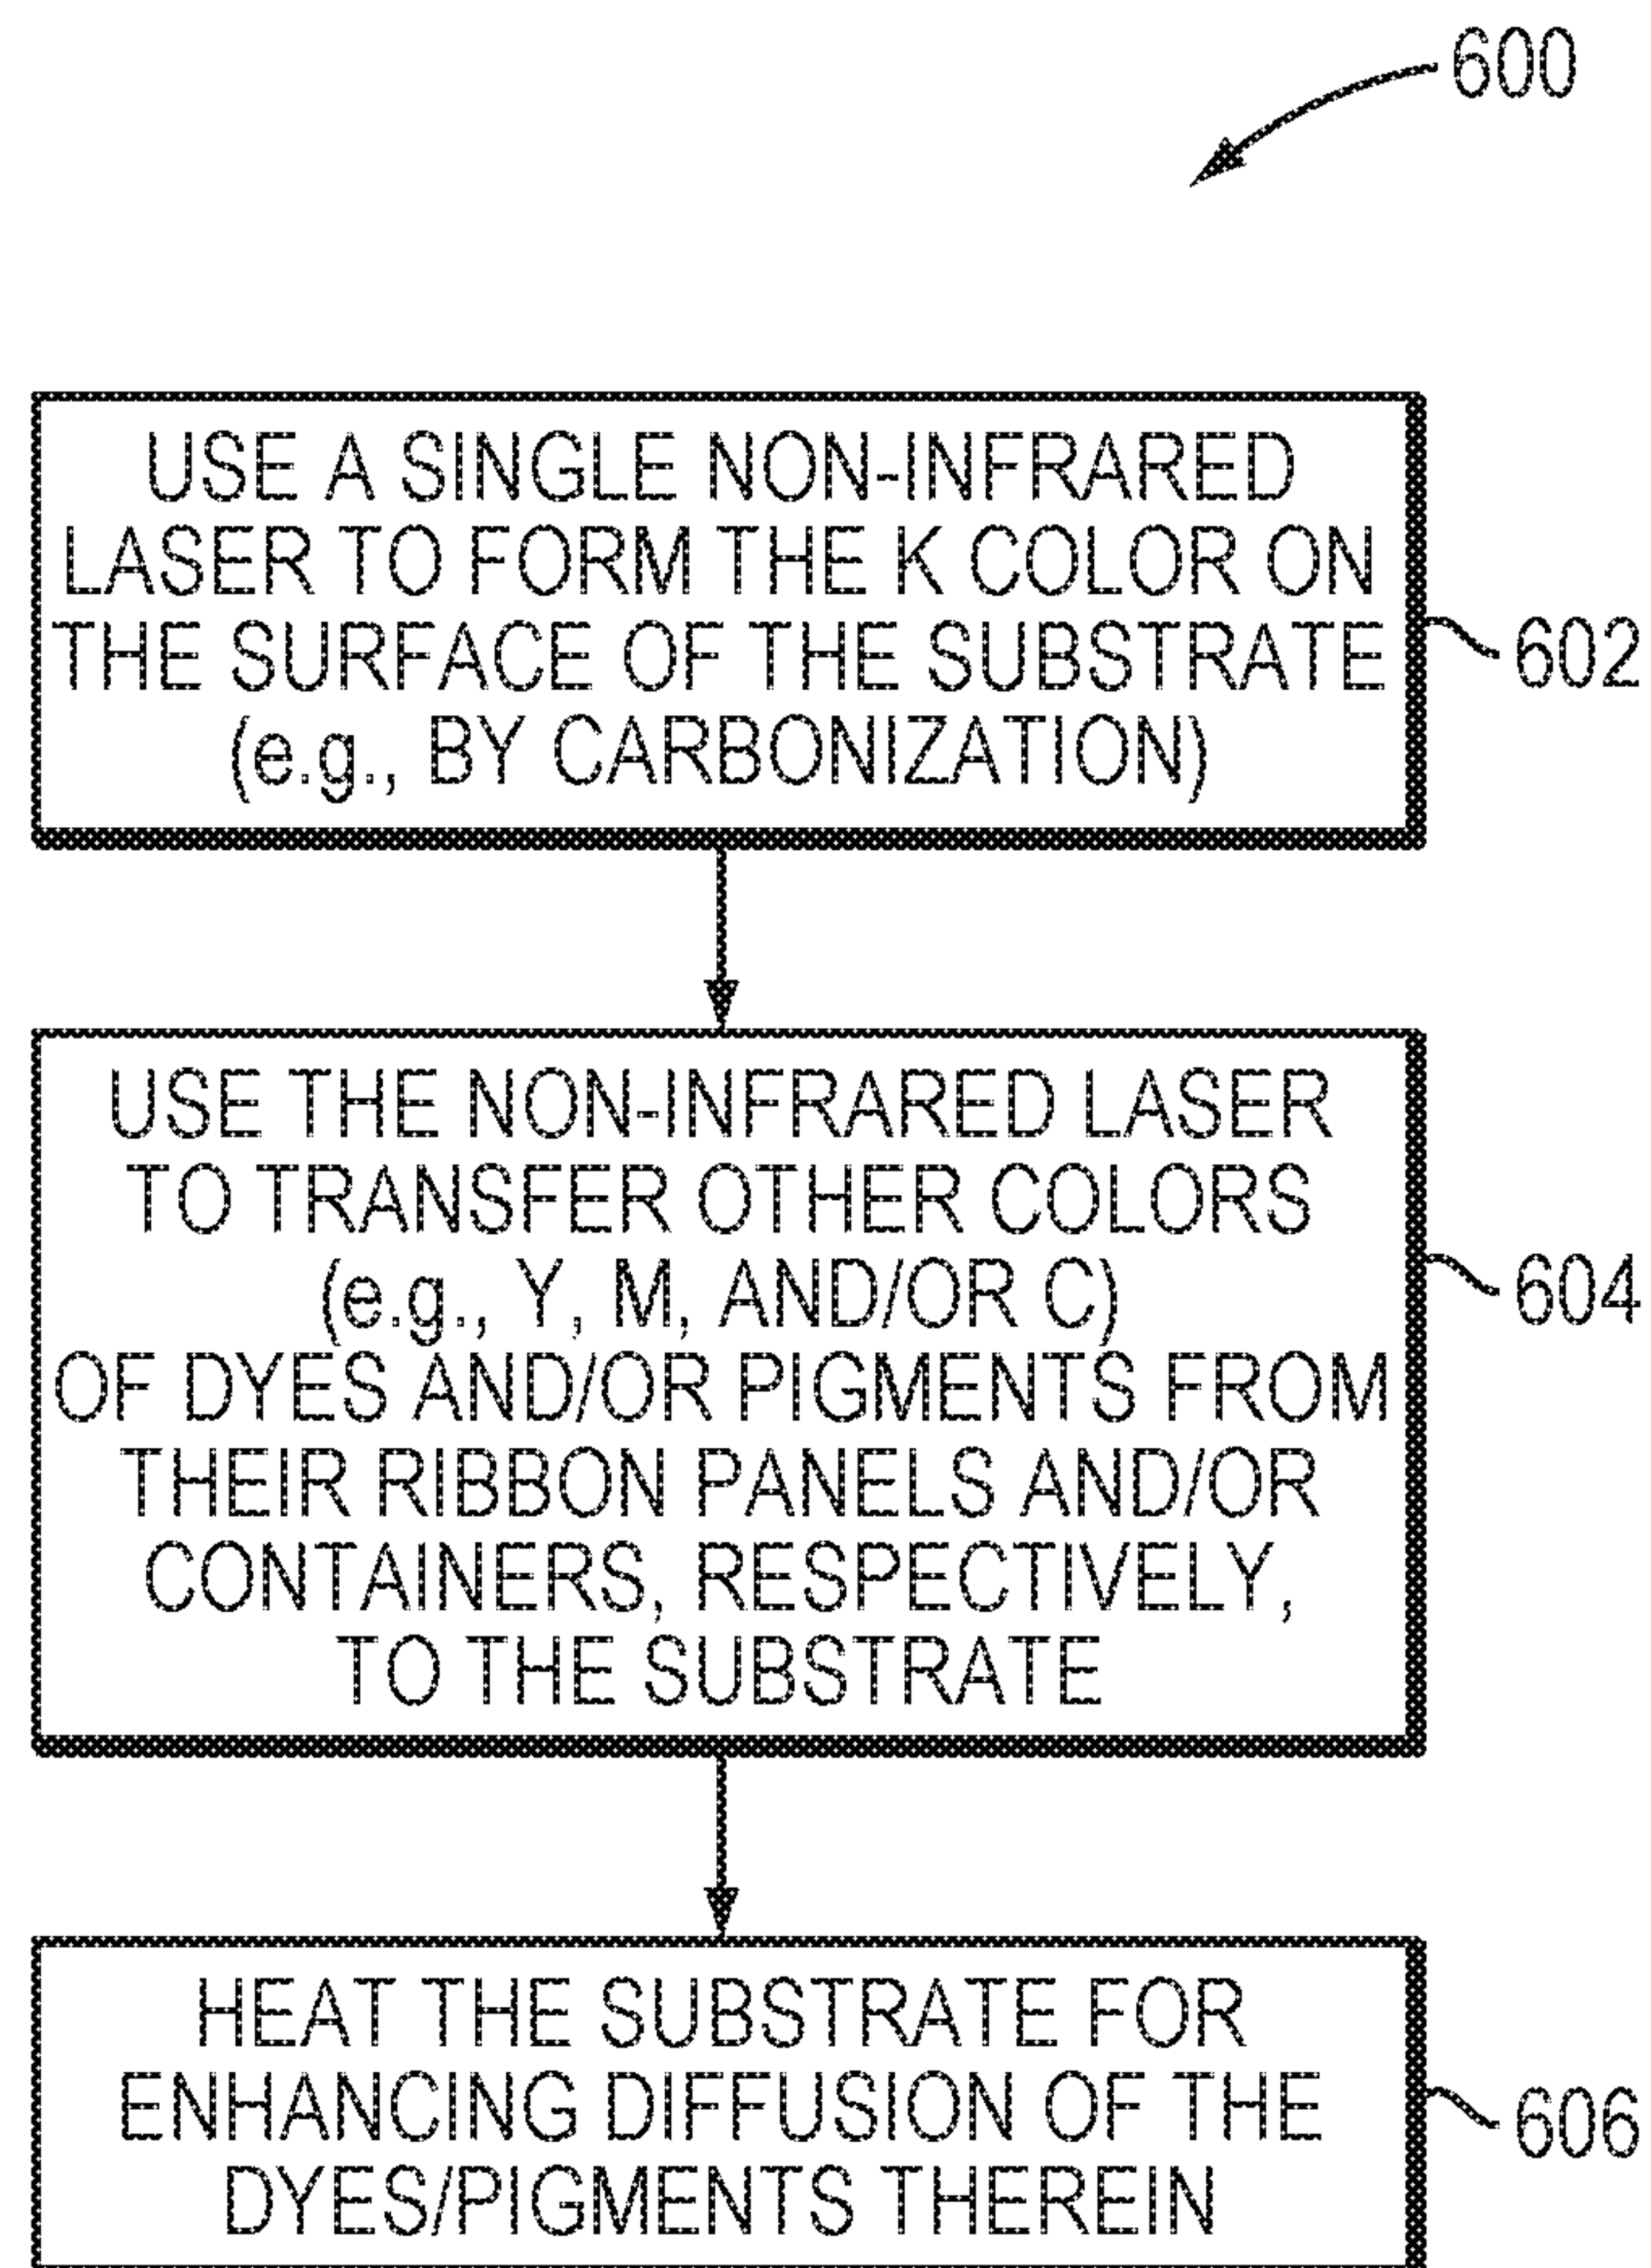 600
USE A SINGLE NON-INFRARED
LASER TO FORM THE K COLOR ON
THE SURFACE OF THE SUBSTRATE
(e.g., BY CARBONIZATION)
602
USE THE NON-INFRARED LASER
TO TRANSFER OTHER COLORS
(e.g., Y, M, AND/OR C)
OF DYES AND/OR PIGMENTS FROM
THEIR RIBBON PANELS AND/OR
CONTAINERS, RESPECTIVELY,
TO THE SUBSTRATE
604
HEAT THE SUBSTRATE FOR
ENHANCING DIFFUSION OF THE
DYES/PIGMENTS THEREIN
606